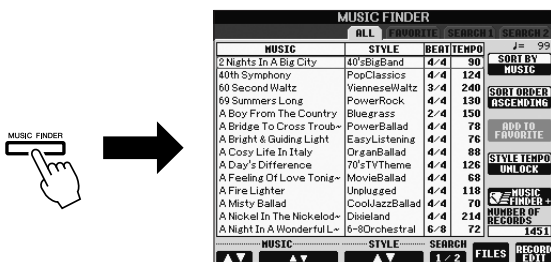 MUSIC FINDER
MUSIC FINDER
ALL FAVORITE SEARCH 1 SEARCH 2
MUSIC STYLE BEAT TEMPO
♩= 99
2 Nights In A Big City 40'sBigBand 4/4 90
40th Symphony PopClassics 4/4 124
60 Second Waltz VienneseWaltz 3/4 240
69 Summers Long PowerRock 4/4 130
A Boy From The Country Bluegrass 2/4 150
A Bridge To Cross Troub~ PowerBallad 4/4 78
A Bright & Guiding Light EasyListening 4/4 76
A Cosy Life In Italy OrganBallad 4/4 88
A Day's Difference 70'sTVTheme 4/4 126
A Feeling Of Love Tonig~ MovieBallad 4/4 68
A Fire Lighter Unplugged 4/4 118
A Misty Ballad CoolJazzBallad 4/4 70
A Nickel In The Nickelod~ Dixieland 4/4 214
A Night In A Wonderful L~ 6-8Orchestral 6/8 72
SORT BY
MUSIC
SORT ORDER
ASCENDING
ADD TO
FAVORITE
STYLE TEMPO
UNLOCK
MUSIC
FINDER +
NUMBER OF
RECORDS
1451
MUSIC STYLE SEARCH
1 / 2 FILES RECORD
EDIT